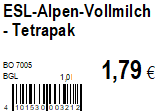 ESL-Alpen-Vollmilch
- Tetrapak
BO 7005
BGL 1,0l
1,79 €
4 101530 003212